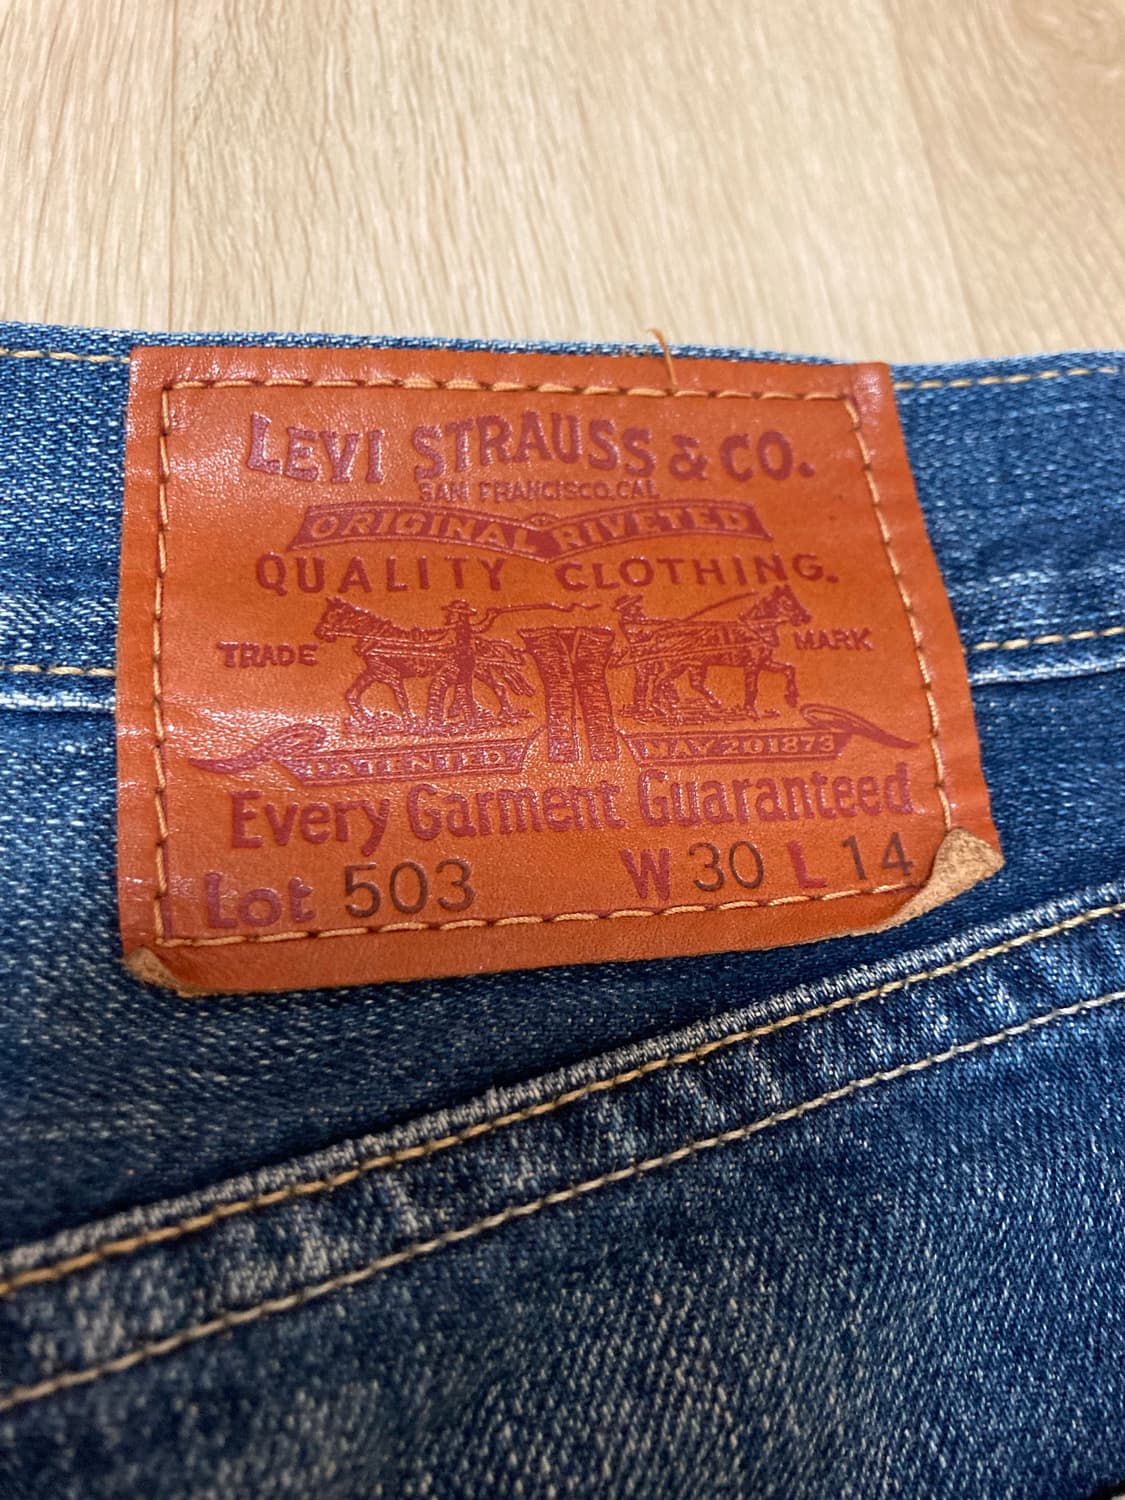 LEVI STRAUSS & CO.
SAN FRANCISCO.CAL
ORIGINAL RIVETED
QUALITY CLOTHING.
TRADE MARK
PATENTED MAY 20 1873
Every Garment Guaranteed
Lot 503 W 30 L 14